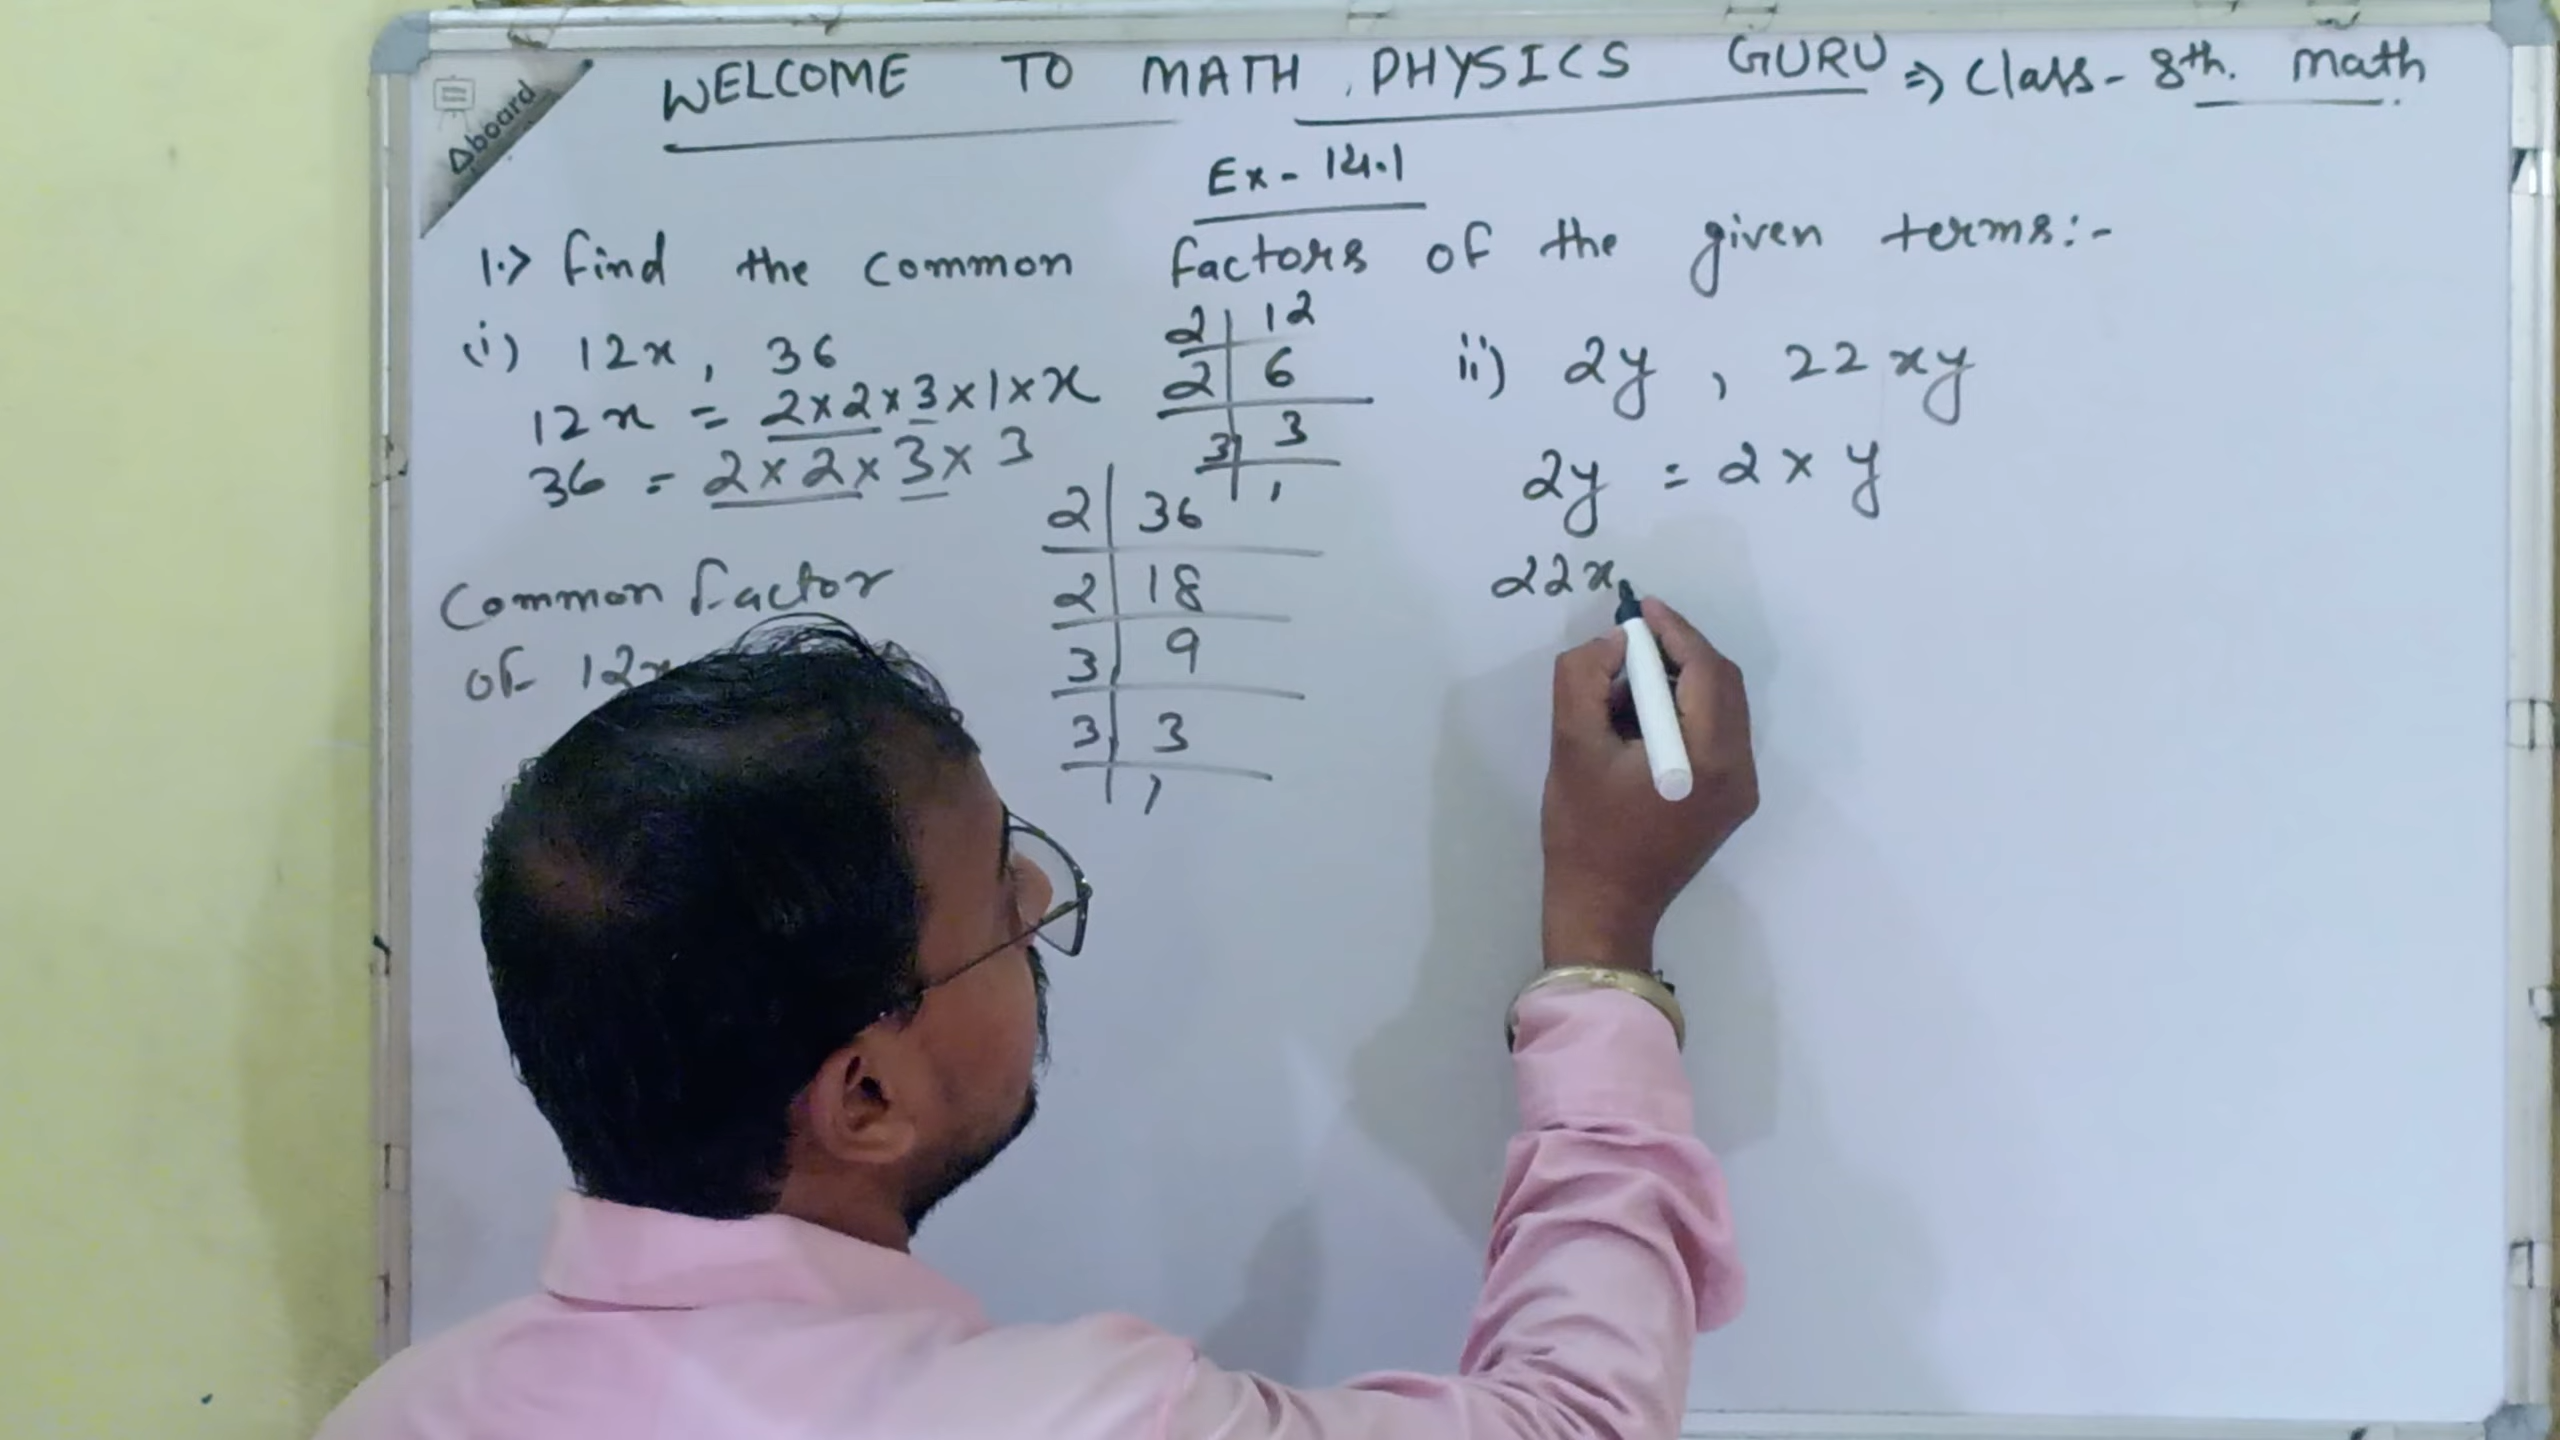 WELCOME TO MATH, PHYSICS GURU ⇒ Class - 8th. Math
board
Ex - 14.1
1.> Find the common factors of the given terms:-
(i) 12x, 36
12x = 2×2×3×1×x
36 = 2×2×3×3
Common factor
of 12x
2| 12
2| 6
3| 3
1
2| 36
2| 18
3| 9
3| 3
1
ii) 2y, 22xy
2y = 2×y
22x